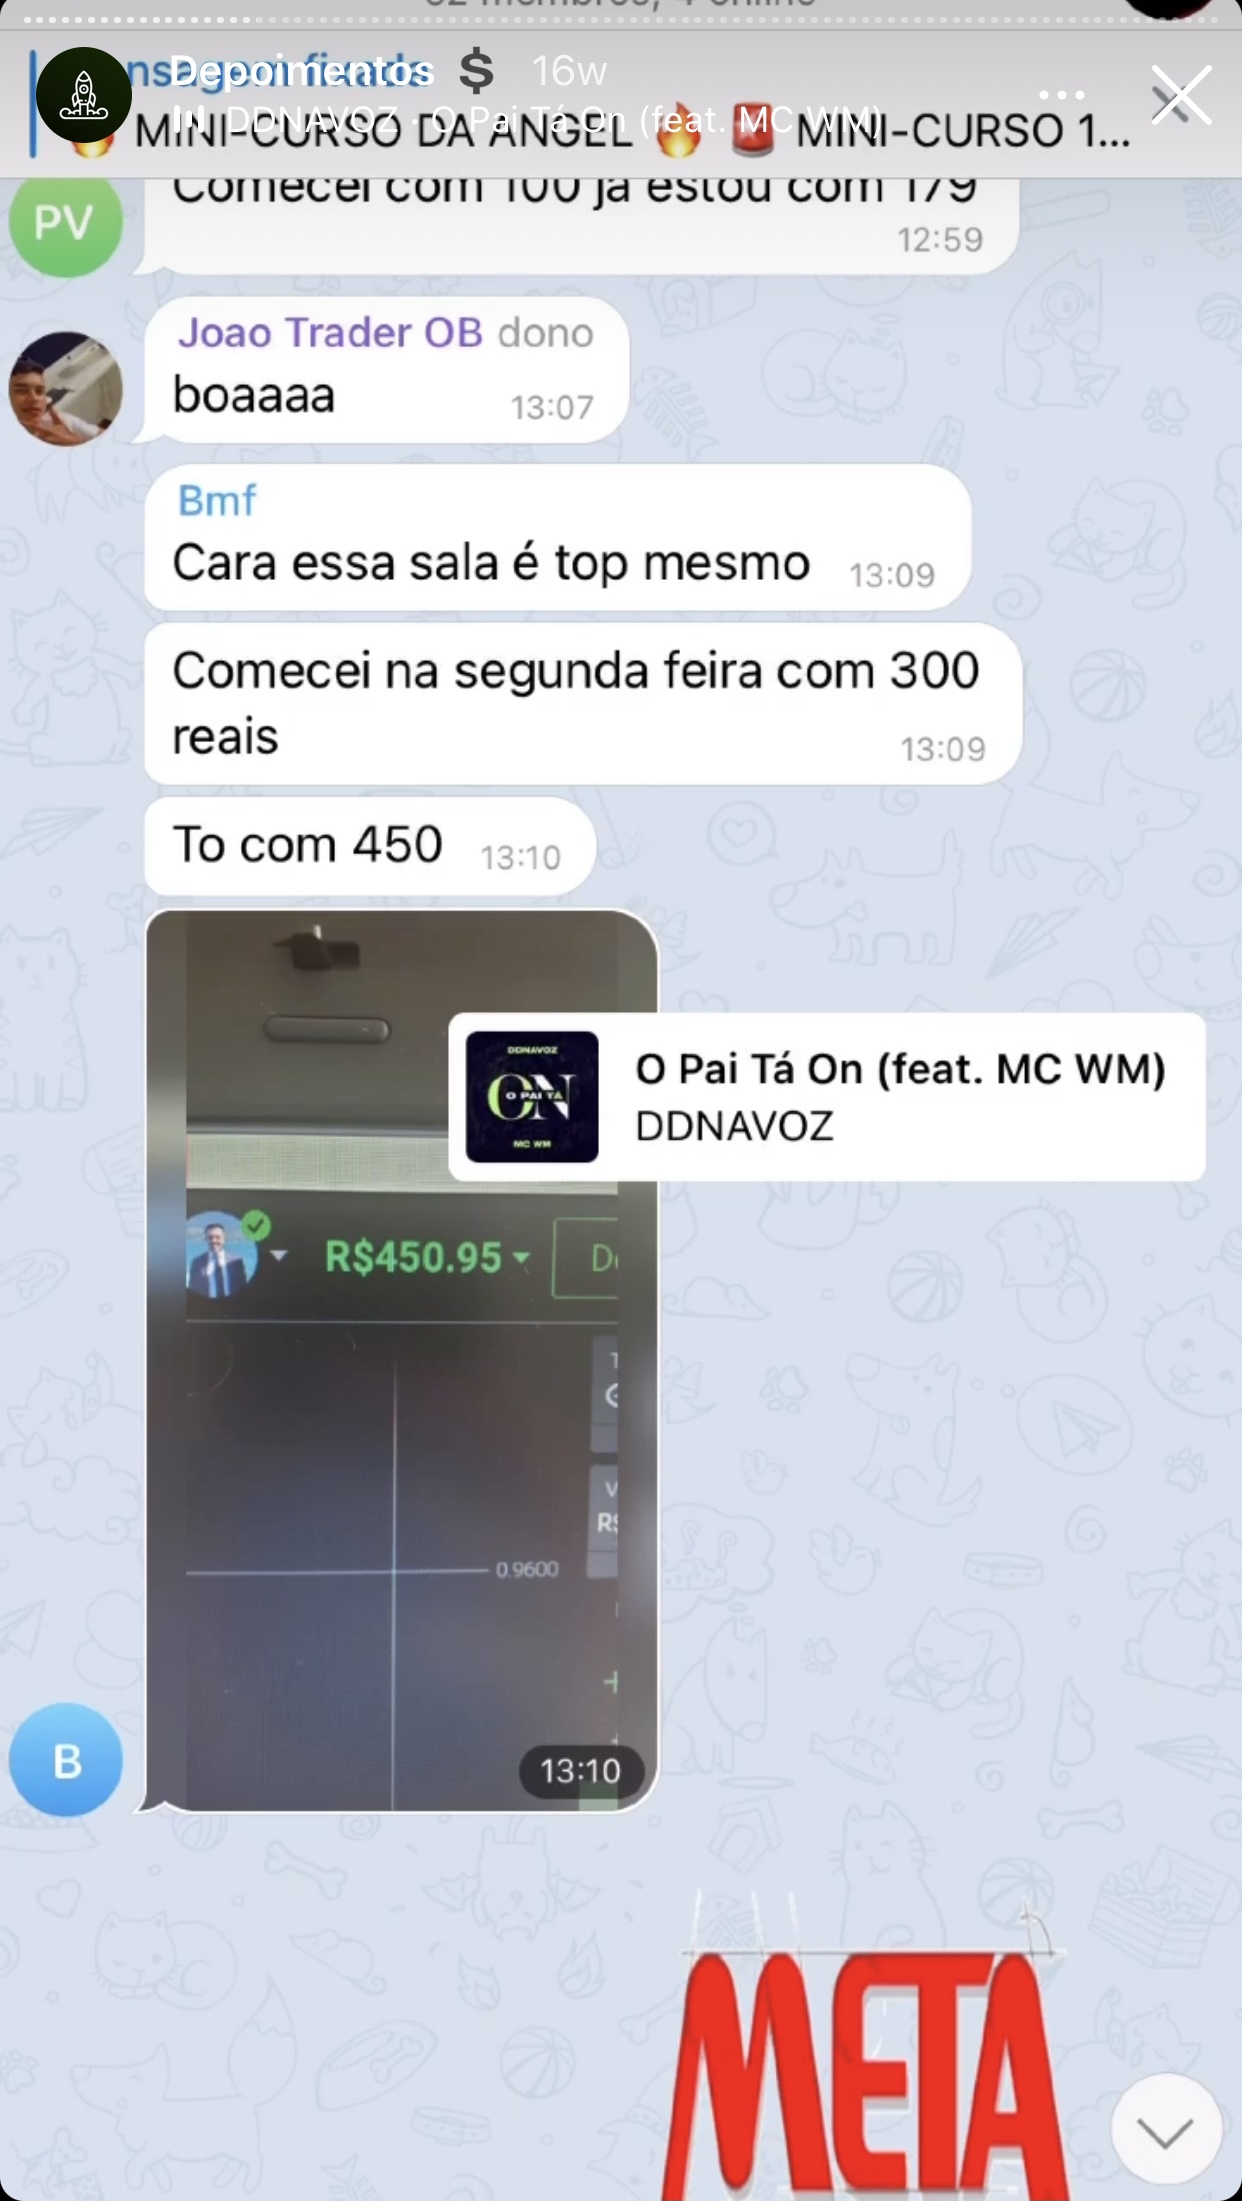 Depoimentos $ 16w
DDNAVOZ · O Pai Tá On (feat. MC WM)
🔥 MINI-CURSO DA ANGEL 🔥 🚨 MINI-CURSO 1...
PV
Comecei com 100 já estou com 179
12:59
Joao Trader OB dono
boaaaa 13:07
Bmf
Cara essa sala é top mesmo 13:09
Comecei na segunda feira com 300
reais 13:09
To com 450 13:10
DDNAVOZ
O PAI TÁ
ON
MC WM
O Pai Tá On (feat. MC WM)
DDNAVOZ
R$450.95
0.9600
13:10
B
META